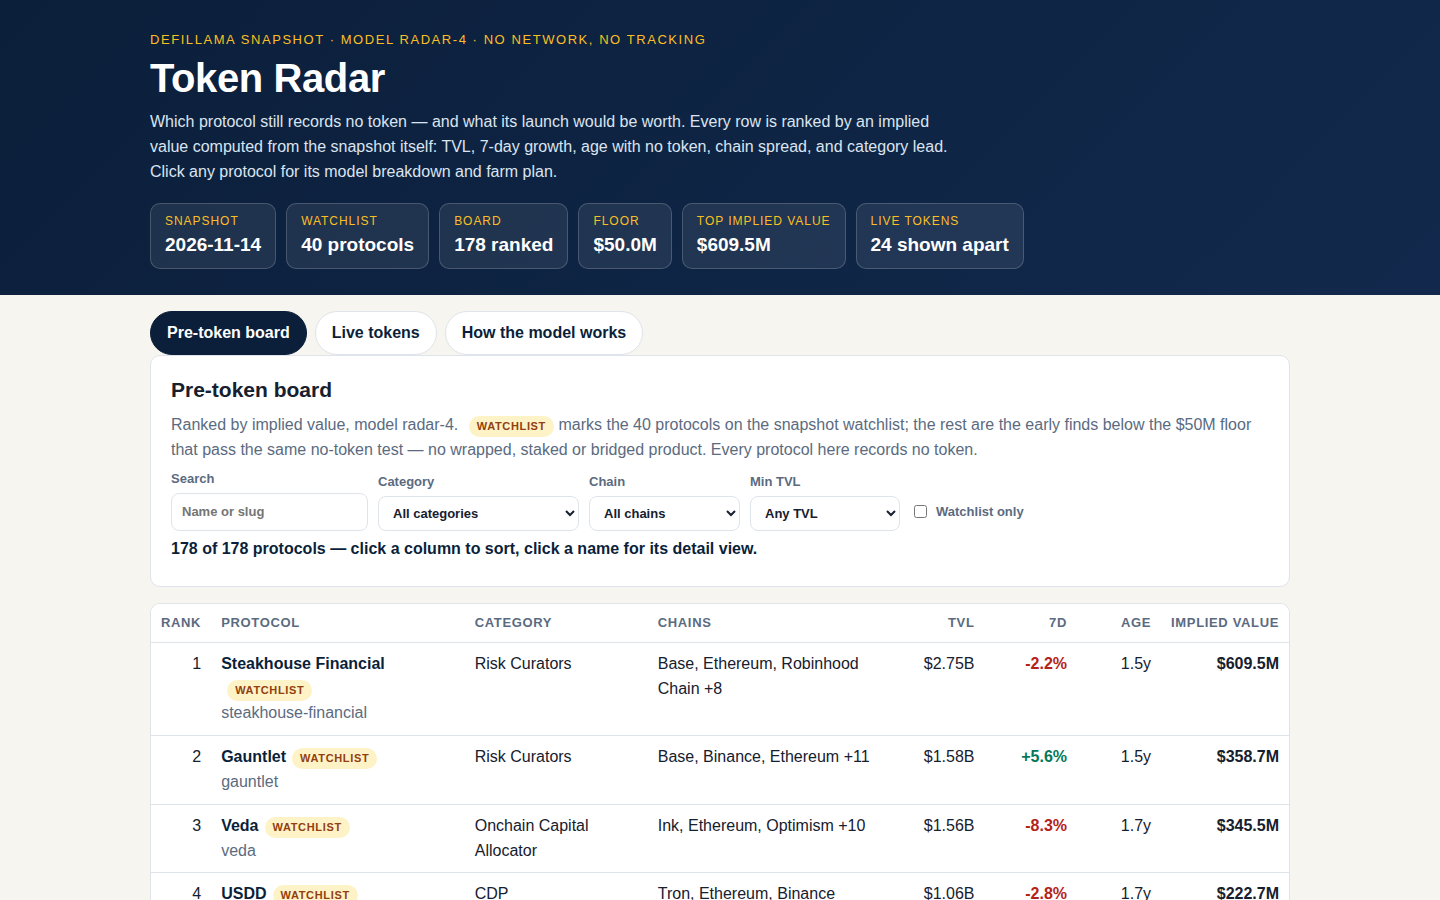 DEFILLAMA SNAPSHOT · MODEL RADAR-4 · NO NETWORK, NO TRACKING
Token Radar
Which protocol still records no token — and what its launch would be worth. Every row is ranked by an implied
value computed from the snapshot itself: TVL, 7-day growth, age with no token, chain spread, and category lead.
Click any protocol for its model breakdown and farm plan.
SNAPSHOT
2026-11-14
WATCHLIST
40 protocols
BOARD
178 ranked
FLOOR
$50.0M
TOP IMPLIED VALUE
$609.5M
LIVE TOKENS
24 shown apart
Pre-token board
Live tokens
How the model works
Pre-token board
Ranked by implied value, model radar-4. WATCHLIST marks the 40 protocols on the snapshot watchlist; the rest are the early finds below the $50M floor
that pass the same no-token test — no wrapped, staked or bridged product. Every protocol here records no token.
Search
Name or slug
Category
All categories
Chain
All chains
Min TVL
Any TVL
Watchlist only
178 of 178 protocols — click a column to sort, click a name for its detail view.
RANK PROTOCOL CATEGORY CHAINS TVL 7D AGE IMPLIED VALUE
1 Steakhouse Financial Risk Curators Base, Ethereum, Robinhood $2.75B -2.2% 1.5y $609.5M
WATCHLIST Chain +8
steakhouse-financial
2 Gauntlet WATCHLIST Risk Curators Base, Binance, Ethereum +11 $1.58B +5.6% 1.5y $358.7M
gauntlet
3 Veda WATCHLIST Onchain Capital Ink, Ethereum, Optimism +10 $1.56B -8.3% 1.7y $345.5M
veda Allocator
4 USDD WATCHLIST CDP Tron, Ethereum, Binance $1.06B -2.8% 1.7y $222.7M